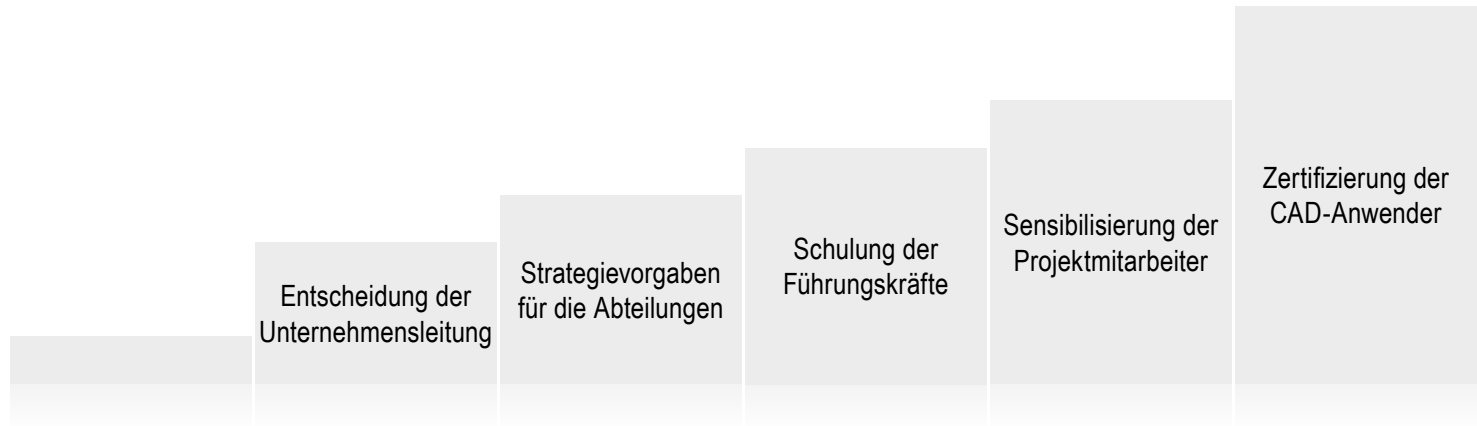 Entscheidung der
Unternehmensleitung
Strategievorgaben
für die Abteilungen
Schulung der
Führungskräfte
Sensibilisierung der
Projektmitarbeiter
Zertifizierung der
CAD-Anwender